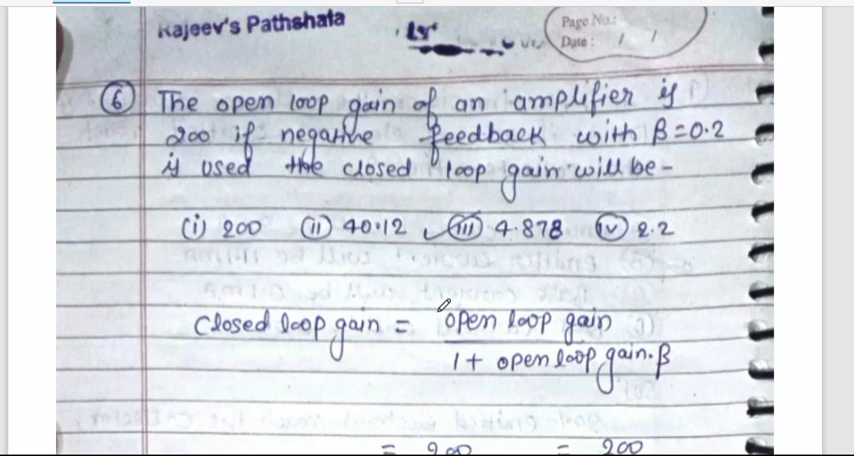 Rajeev's Pathshala
Page No.:
Date : / /
6 The open loop gain of an amplifier is
200 if negative feedback with β=0.2
is used the closed loop gain will be-
(i) 200 (ii) 40.12 (iii) 4.878 (iv) 2.2
closed loop gain = open loop gain
1 + open loop gain.β
= 200 = 200